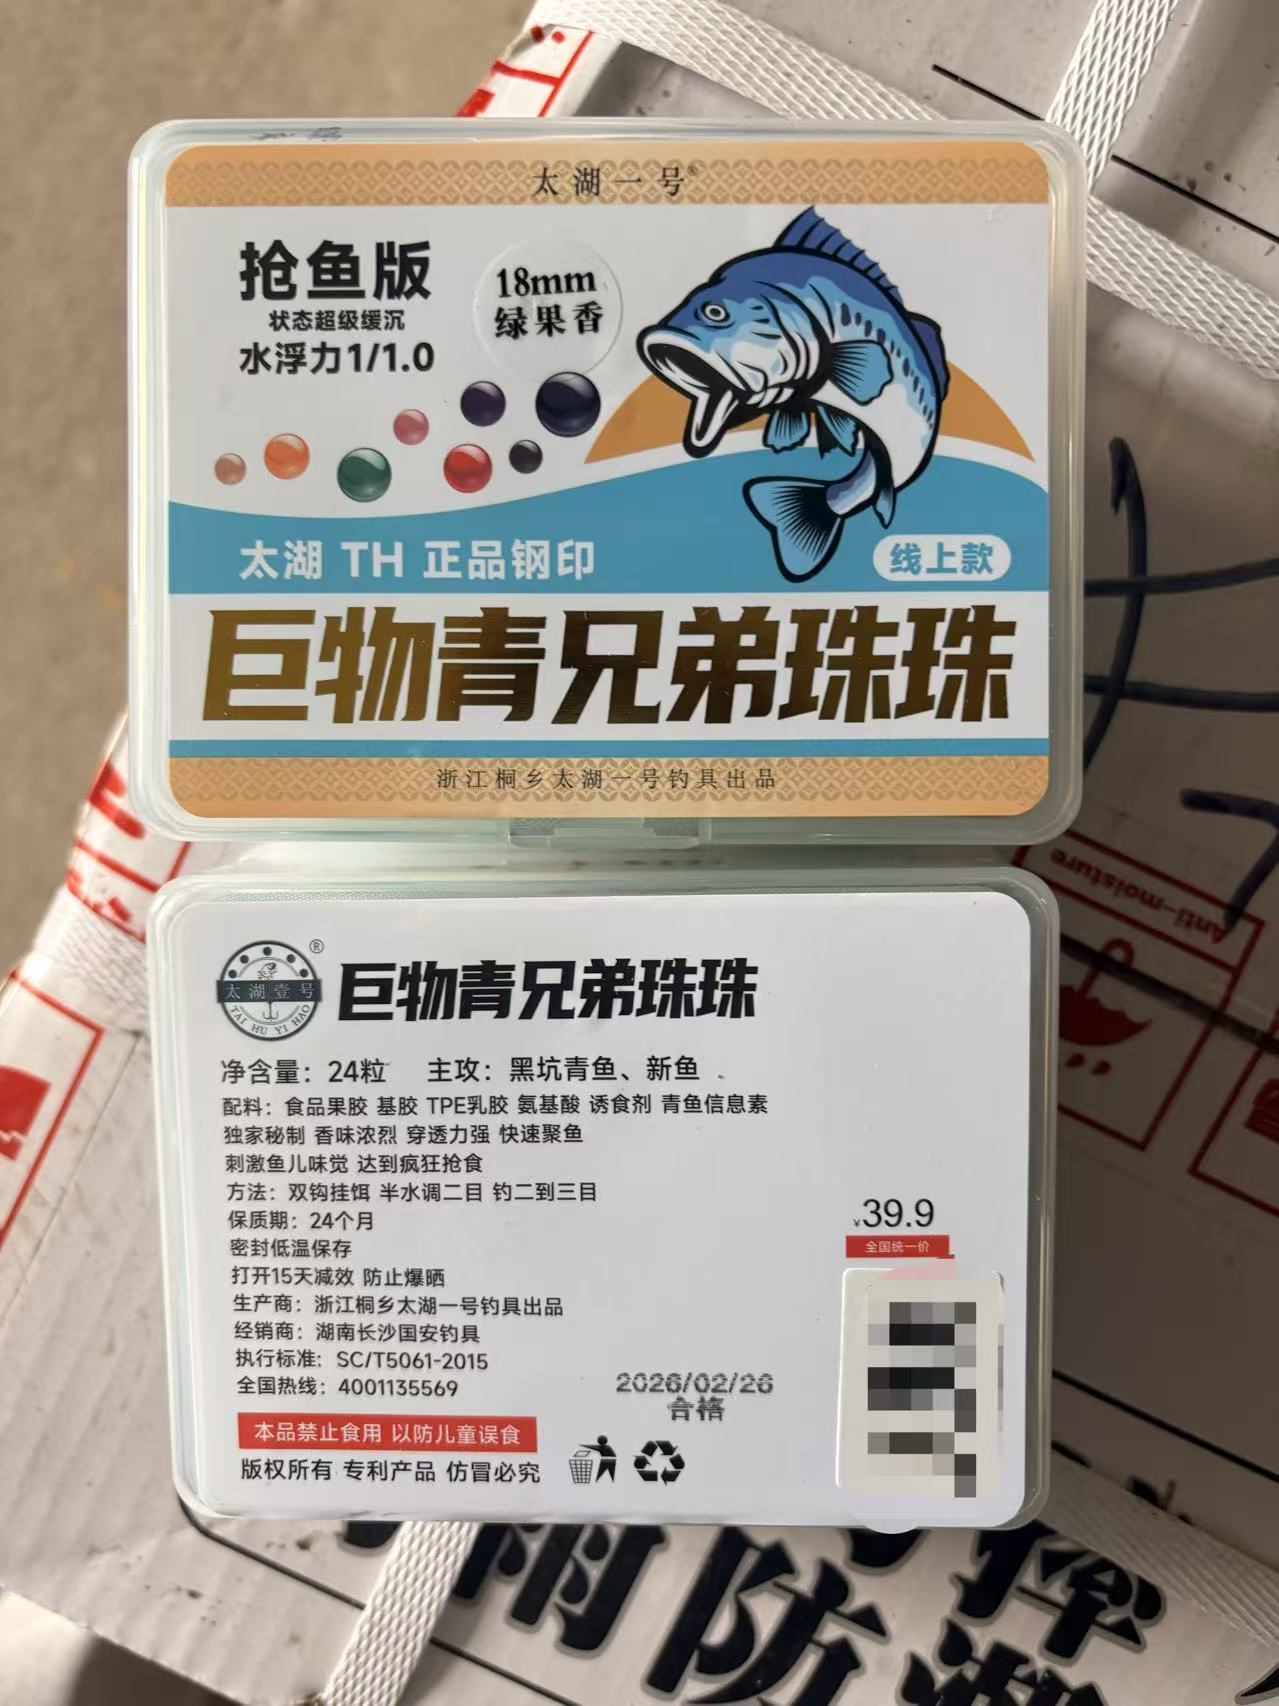 太湖一号®
抢鱼版
状态超级缓沉
水浮力1/1.0
18mm
绿果香
太湖 TH 正品钢印
线上款
巨物青兄弟珠珠
浙江桐乡太湖一号钓具出品
Anti-moisture
®
太湖壹号
TAI HU YI HAO
巨物青兄弟珠珠
净含量：24粒 主攻：黑坑青鱼、新鱼
配料：食品果胶 基胶 TPE乳胶 氨基酸 诱食剂 青鱼信息素
独家秘制 香味浓烈 穿透力强 快速聚鱼
刺激鱼儿味觉 达到疯狂抢食
方法：双钩挂饵 半水调二目 钓二到三目
保质期：24个月
密封低温保存
打开15天减效 防止爆晒
生产商：浙江桐乡太湖一号钓具出品
经销商：湖南长沙国安钓具
执行标准：SC/T5061-2015
全国热线：4001135569
本品禁止食用 以防儿童误食
版权所有 专利产品 仿冒必究
¥39.9
全国统一价
2026/02/26
合格
雨防